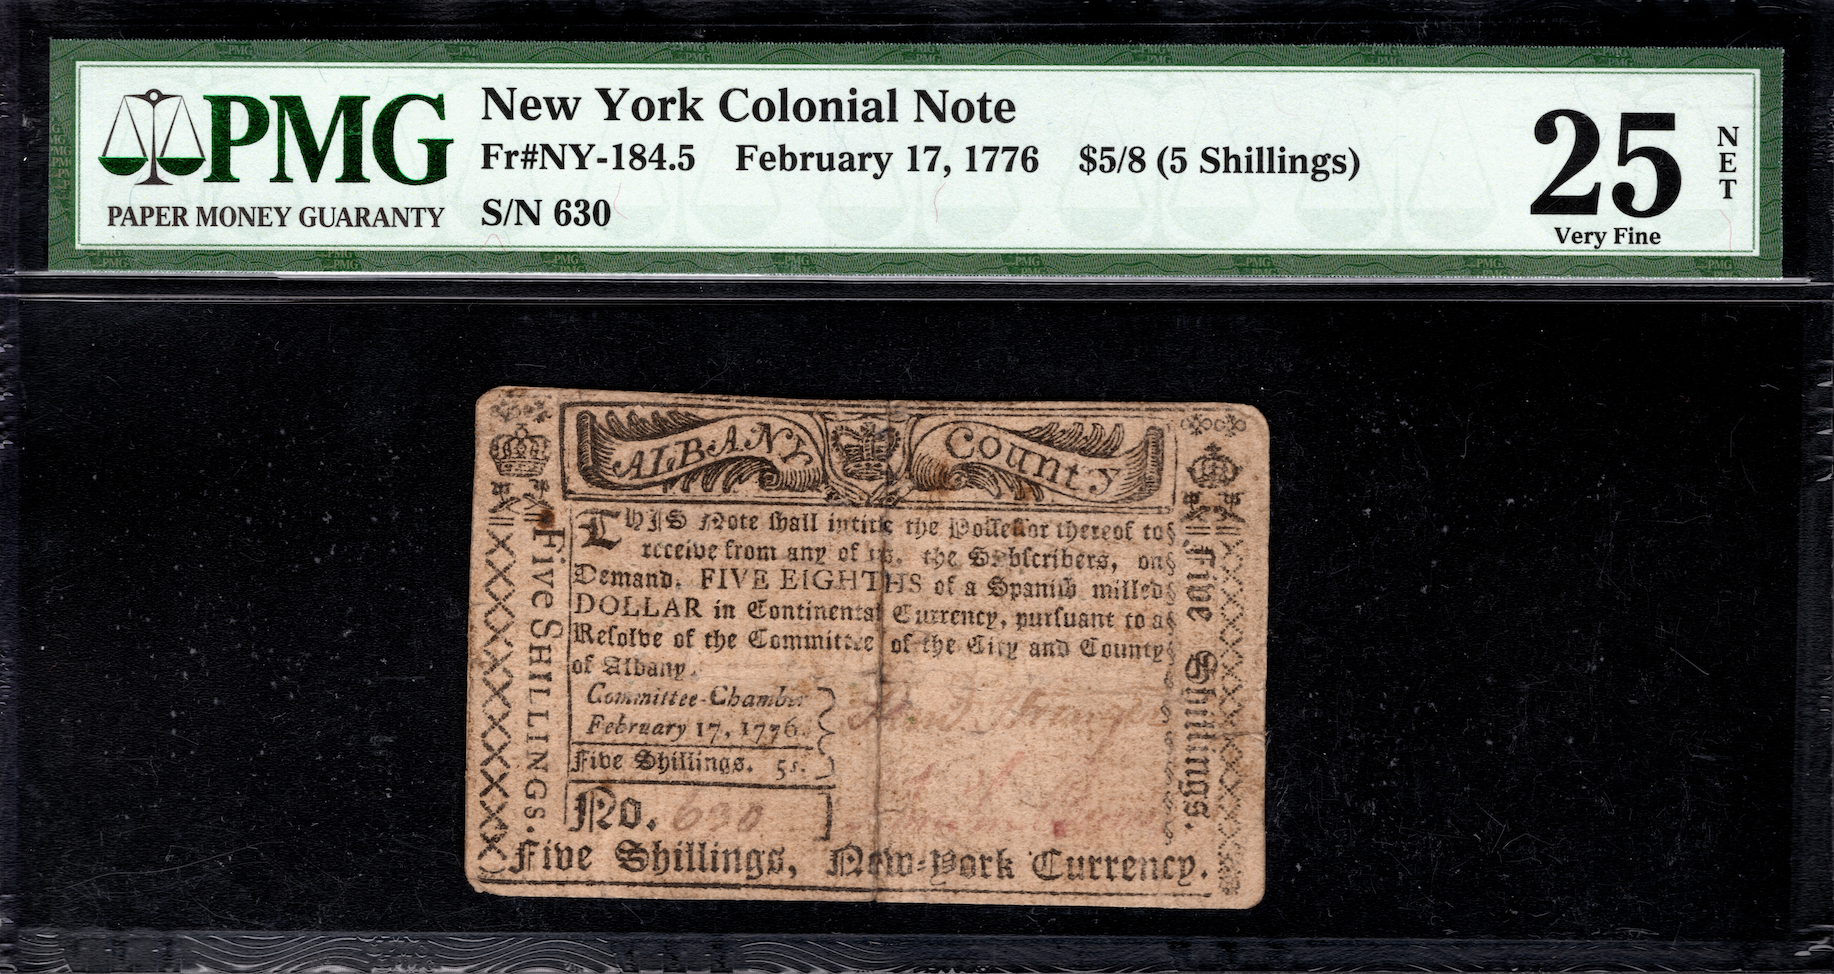 PMG
PAPER MONEY GUARANTY
New York Colonial Note
Fr#NY-184.5 February 17, 1776 $5/8 (5 Shillings)
S/N 630
25
NET
Very Fine
ALBANY COUNTY
THIS Note ſhall intitle the Poſſeſſor thereof to
receive from any of us, the Subſcribers, on
Demand, FIVE EIGHTHS of a Spaniſh milled
DOLLAR in Continental Currency, purſuant to a
Reſolve of the Committee of the City and County
of Albany.
Committee-Chamber
February 17, 1776.
Five Shillings. 5s.
No. 630
Five Shillings, New-York Currency.
Five SHILLINGS.
Five Shillings.